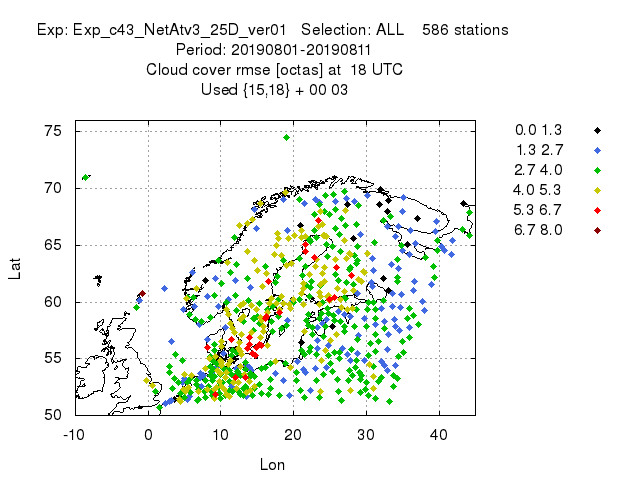 Exp: Exp_c43_NetAtv3_25D_ver01 Selection: ALL 586 stations
Period: 20190801-20190811
Cloud cover rmse [octas] at 18 UTC
Used {15,18} + 00 03
0.0 1.3
1.3 2.7
2.7 4.0
4.0 5.3
5.3 6.7
6.7 8.0
75
70
65
60
55
50
Lat
-10 0 10 20 30 40
Lon